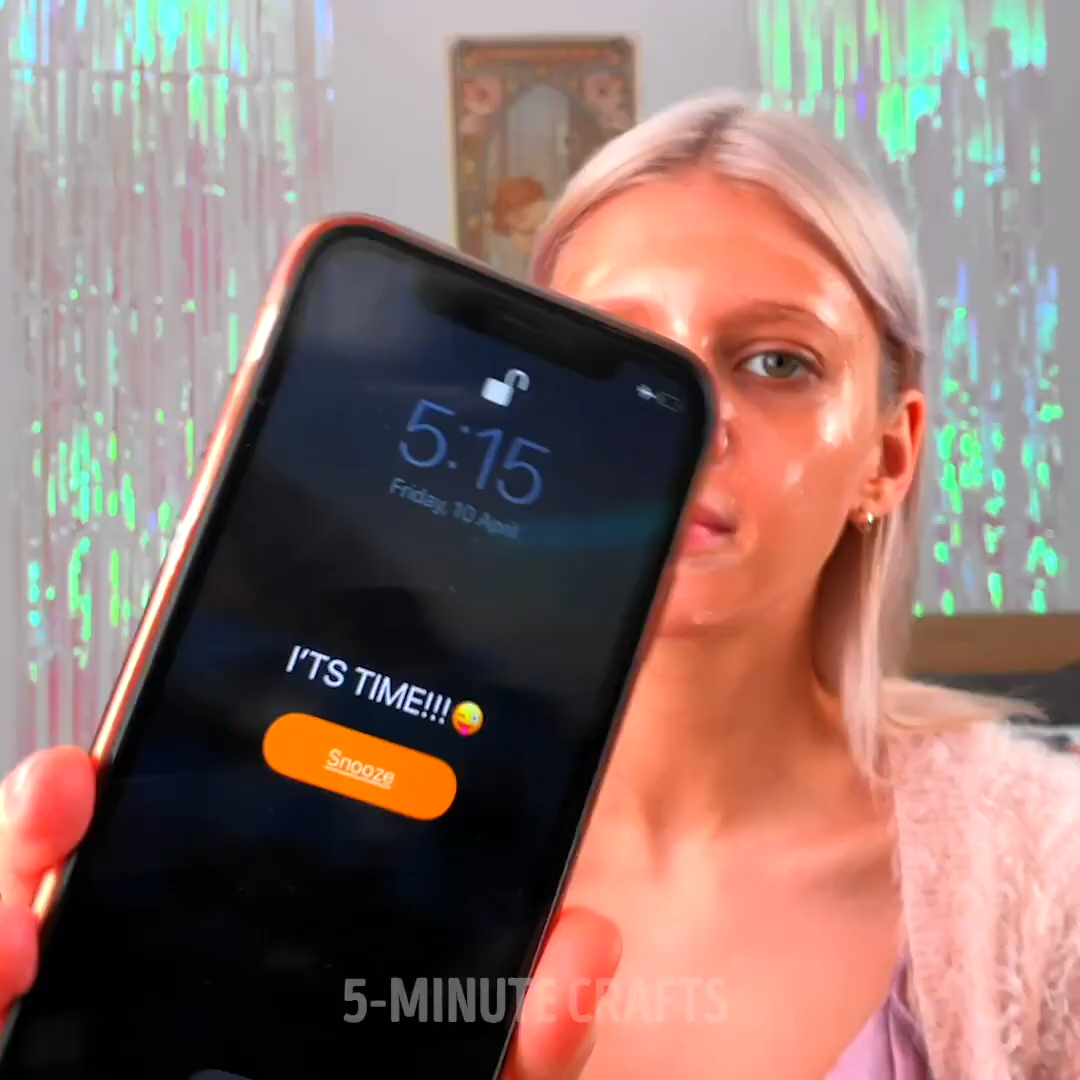 5:15
Friday, 10 April
I'TS TIME!!!😜
Snooze
5-MINUTE CRAFTS